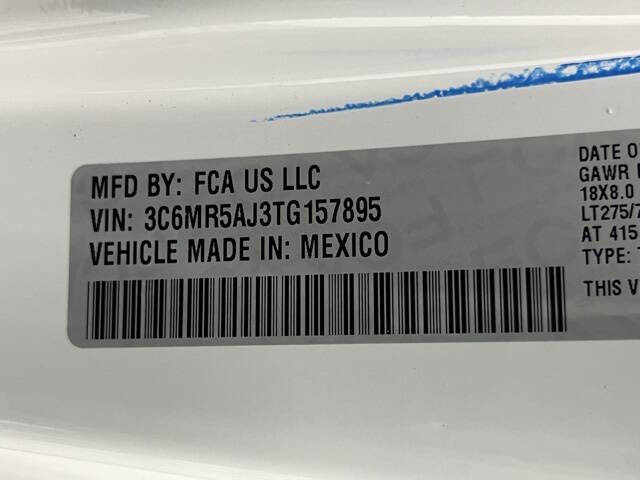 MFD BY: FCA US LLC
VIN: 3C6MR5AJ3TG157895
VEHICLE MADE IN: MEXICO
DATE O
GAWR
18X8.0
LT275/7
AT 415
TYPE:
THIS V